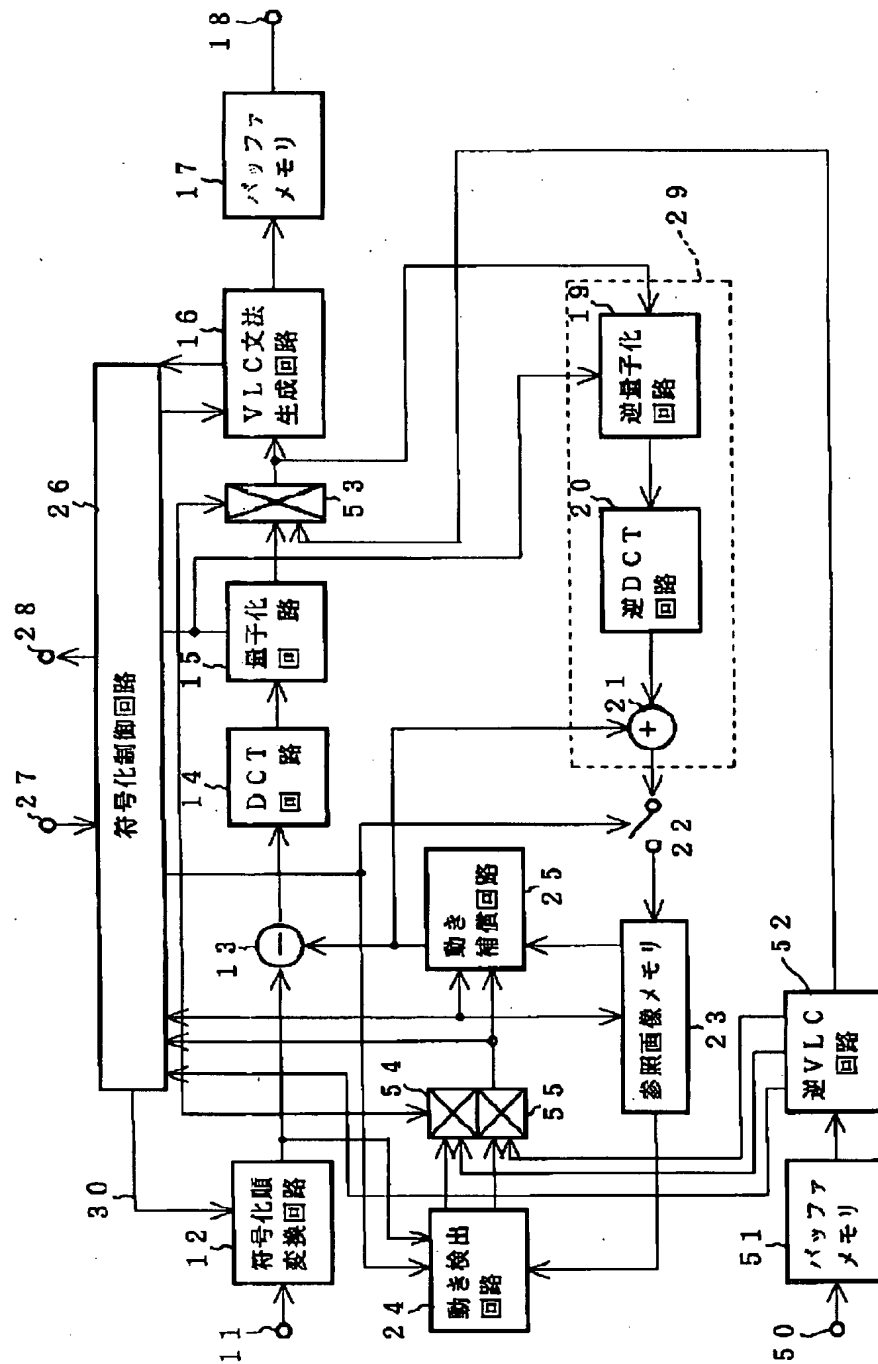 27
28
26
符号化制御回路
30
11
12
符号化順
変換回路
13
−
14
DCT
回路
15
量子化
回路
53
16
VLC文法
生成回路
17
バッファ
メモリ
18
24
動き検出
回路
54
55
動き
補償回路
25
29
19
逆量子化
回路
20
逆DCT
回路
21
+
22
参照画像メモリ
23
50
51
バッファ
メモリ
52
逆VLC
回路